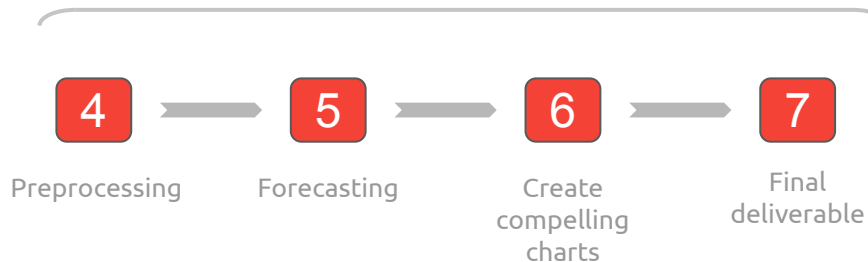 4
5
6
7
Preprocessing
Forecasting
Create
compelling
charts
Final
deliverable